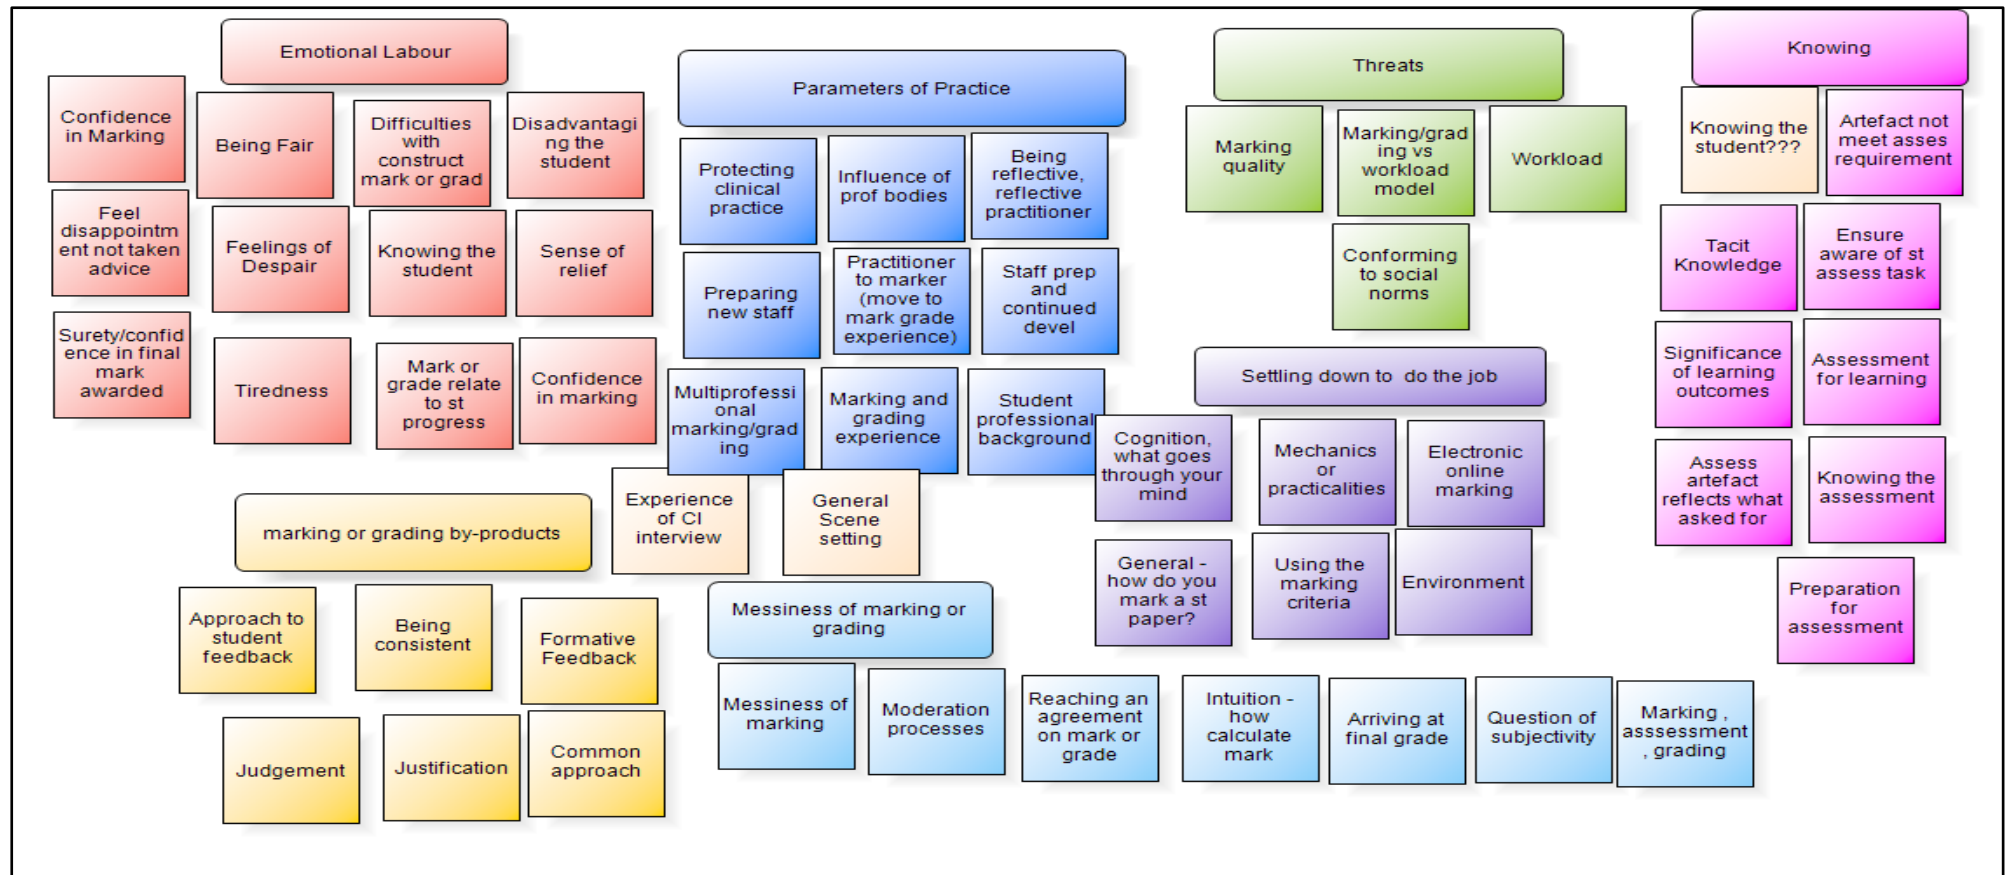 Emotional Labour
Confidence
in Marking
Being Fair
Difficulties
with
construct
mark or grad
Disadvantagi
ng the
student
Feel
disappointm
ent not taken
advice
Feelings of
Despair
Knowing the
student
Sense of
relief
Surety/confid
ence in final
mark
awarded
Tiredness
Mark or
grade relate
to st
progress
Confidence
in marking
Parameters of Practice
Protecting
clinical
practice
Influence of
prof bodies
Being
reflective,
reflective
practitioner
Preparing
new staff
Practitioner
to marker
(move to
mark grade
experience)
Staff prep
and
continued
devel
Multiprofessi
onal
marking/grad
ing
Marking and
grading
experience
Student
professional
background
Experience
of CI
interview
General
Scene
setting
Threats
Marking
quality
Marking/grad
ing vs
workload
model
Workload
Conforming
to social
norms
Settling down to  do the job
Cognition,
what goes
through your
mind
Mechanics
or
practicalities
Electronic
online
marking
General -
how do you
mark a st
paper?
Using the
marking
criteria
Environment
Knowing
Knowing the
student???
Artefact not
meet asses
requirement
Tacit
Knowledge
Ensure
aware of st
assess task
Significance
of learning
outcomes
Assessment
for learning
Assess
artefact
reflects what
asked for
Knowing the
assessment
Preparation
for
assessment
marking or grading by-products
Approach to
student
feedback
Being
consistent
Formative
Feedback
Judgement
Justification
Common
approach
Messiness of marking or
grading
Messiness of
marking
Moderation
processes
Reaching an
agreement
on mark or
grade
Intuition -
how
calculate
mark
Arriving at
final grade
Question of
subjectivity
Marking ,
asssessment
, grading